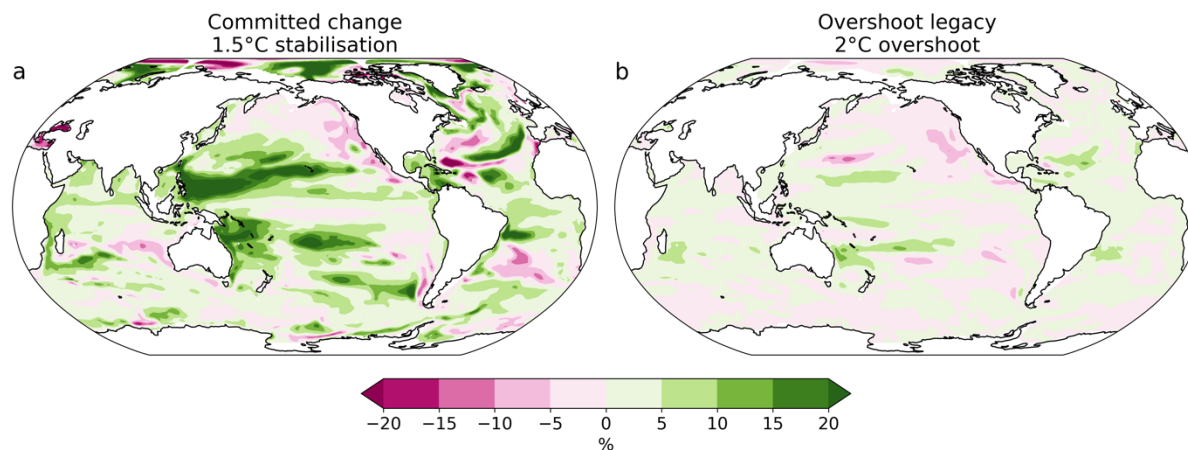 Committed change
1.5°C stabilisation
Overshoot legacy
2°C overshoot
a
b
−20 −15 −10 −5 0 5 10 15 20
%